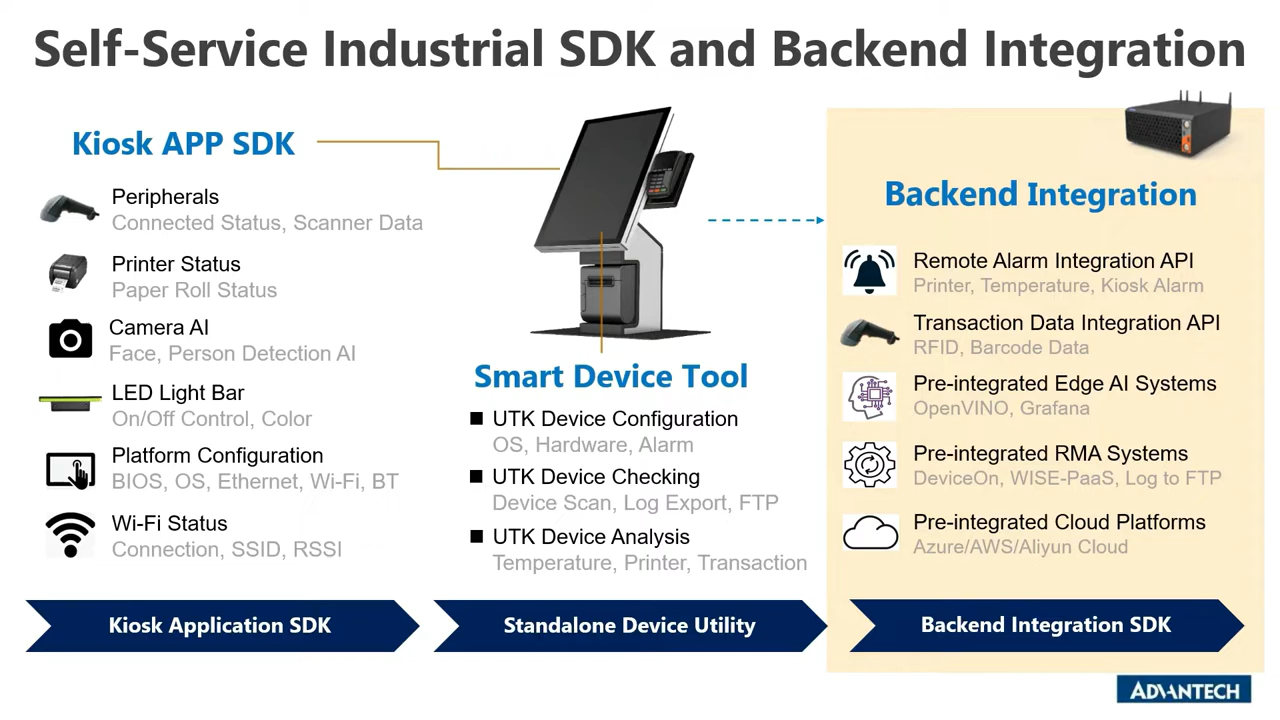 Self-Service Industrial SDK and Backend Integration
Kiosk APP SDK
Peripherals
Connected Status, Scanner Data
Printer Status
Paper Roll Status
Camera AI
Face, Person Detection AI
LED Light Bar
On/Off Control, Color
Platform Configuration
BIOS, OS, Ethernet, Wi-Fi, BT
Wi-Fi Status
Connection, SSID, RSSI
Kiosk Application SDK
Smart Device Tool
UTK Device Configuration
OS, Hardware, Alarm
UTK Device Checking
Device Scan, Log Export, FTP
UTK Device Analysis
Temperature, Printer, Transaction
Standalone Device Utility
Backend Integration
Remote Alarm Integration API
Printer, Temperature, Kiosk Alarm
Transaction Data Integration API
RFID, Barcode Data
Pre-integrated Edge AI Systems
OpenVINO, Grafana
Pre-integrated RMA Systems
DeviceOn, WISE-PaaS, Log to FTP
Pre-integrated Cloud Platforms
Azure/AWS/Aliyun Cloud
Backend Integration SDK
ADVANTECH